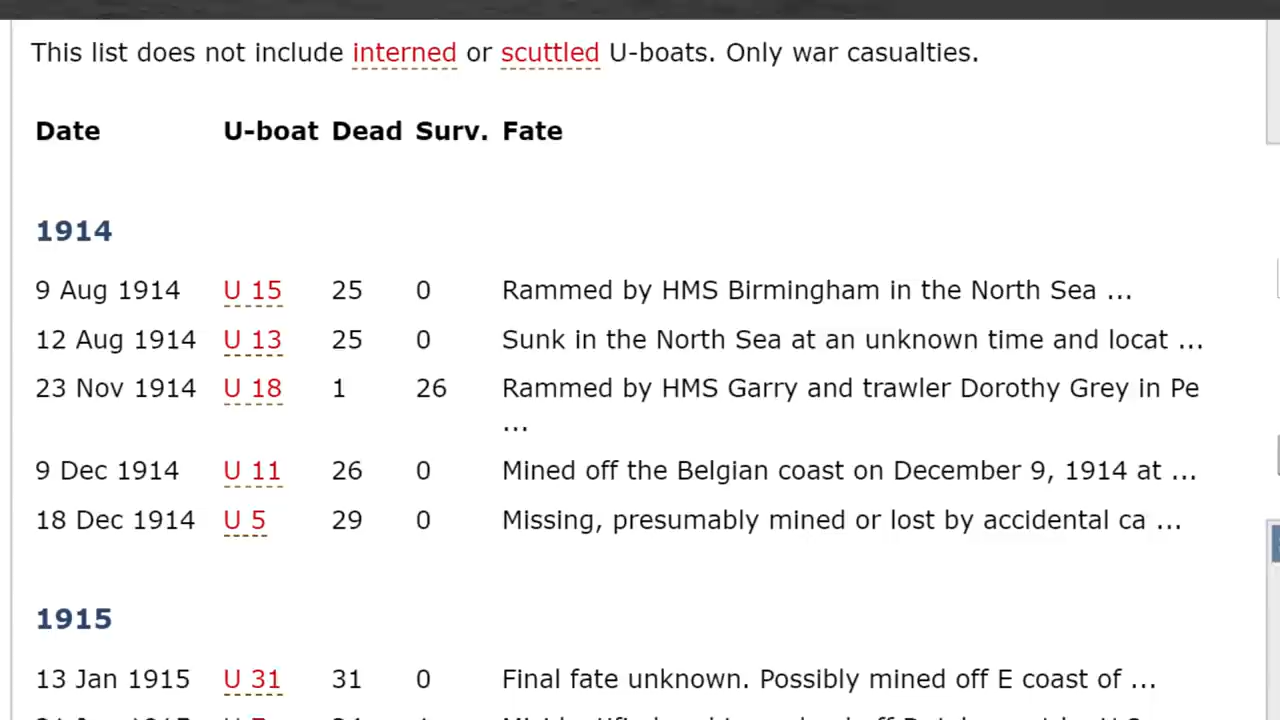 This list does not include interned or scuttled U-boats. Only war casualties.
Date U-boat Dead Surv. Fate
1914
9 Aug 1914 U 15 25 0 Rammed by HMS Birmingham in the North Sea ...
12 Aug 1914 U 13 25 0 Sunk in the North Sea at an unknown time and locat ...
23 Nov 1914 U 18 1 26 Rammed by HMS Garry and trawler Dorothy Grey in Pe
...
9 Dec 1914 U 11 26 0 Mined off the Belgian coast on December 9, 1914 at ...
18 Dec 1914 U 5 29 0 Missing, presumably mined or lost by accidental ca ...
1915
13 Jan 1915 U 31 31 0 Final fate unknown. Possibly mined off E coast of ...